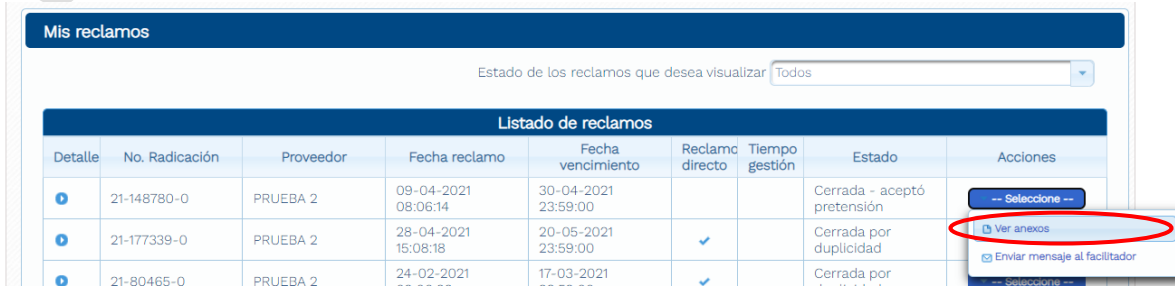 Mis reclamos
Estado de los reclamos que desea visualizar Todos
Listado de reclamos
Detalle No. Radicación Proveedor Fecha reclamo Fecha vencimiento Reclamo directo Tiempo gestión Estado Acciones
21-148780-0 PRUEBA 2 09-04-2021 08:06:14 30-04-2021 23:59:00 Cerrada - aceptó pretensión -- Seleccione --
Ver anexos
Enviar mensaje al facilitador
21-177339-0 PRUEBA 2 28-04-2021 15:08:18 20-05-2021 23:59:00 Cerrada por duplicidad
21-80465-0 PRUEBA 2 24-02-2021 17-03-2021 Cerrada por -- Seleccione --